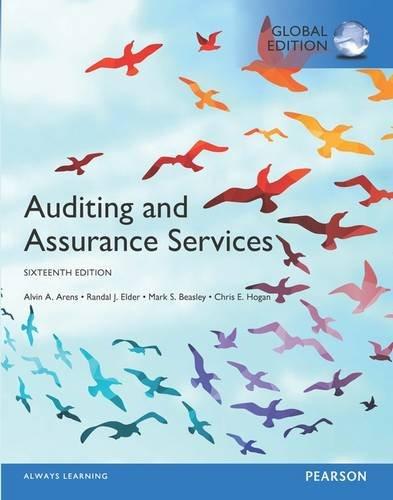 GLOBAL
EDITION
Auditing and
Assurance Services
SIXTEENTH EDITION
Alvin A. Arens • Randal J. Elder • Mark S. Beasley • Chris E. Hogan
ALWAYS LEARNING
PEARSON